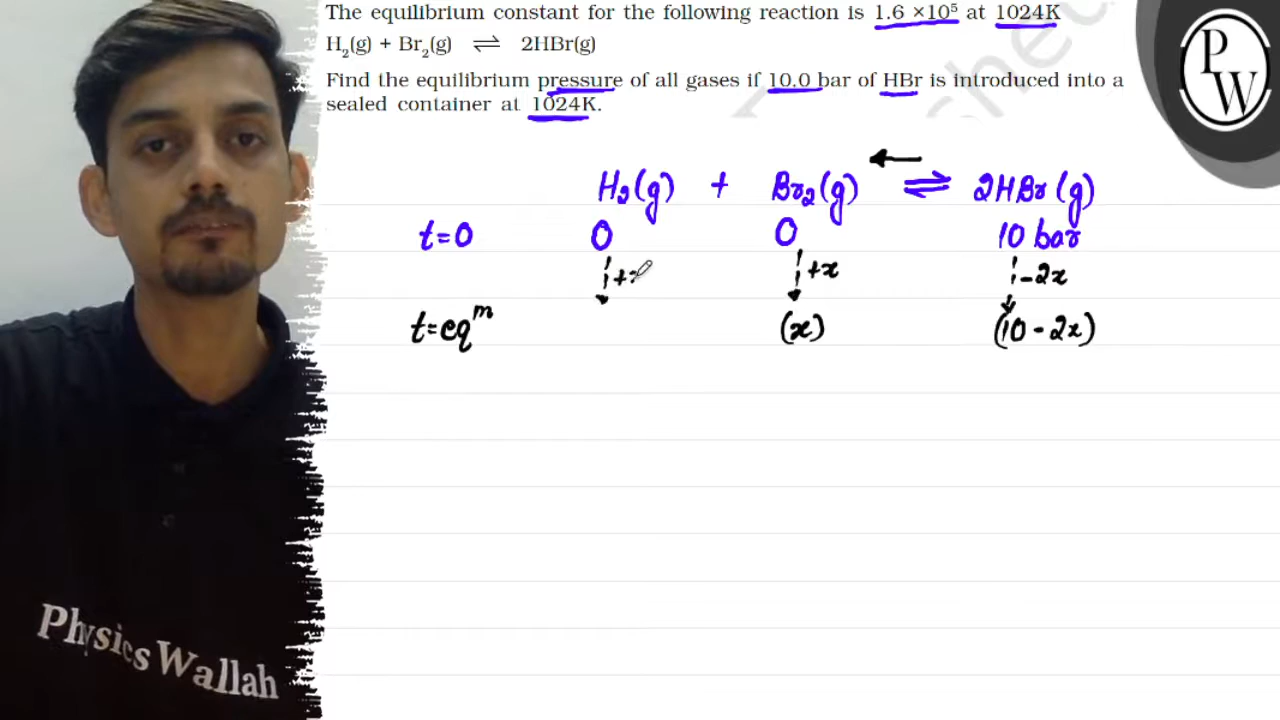 The equilibrium constant for the following reaction is 1.6 ×10⁵ at 1024K
H₂(g) + Br₂(g) ⇌ 2HBr(g)
Find the equilibrium pressure of all gases if 10.0 bar of HBr is introduced into a
sealed container at 1024K.
PW
H₂(g) + Br₂(g) ⇌ 2HBr(g)
t=0 0 0 10 bar
+x -2x
t=eqᵐ (x) (10-2x)
Physics Wallah